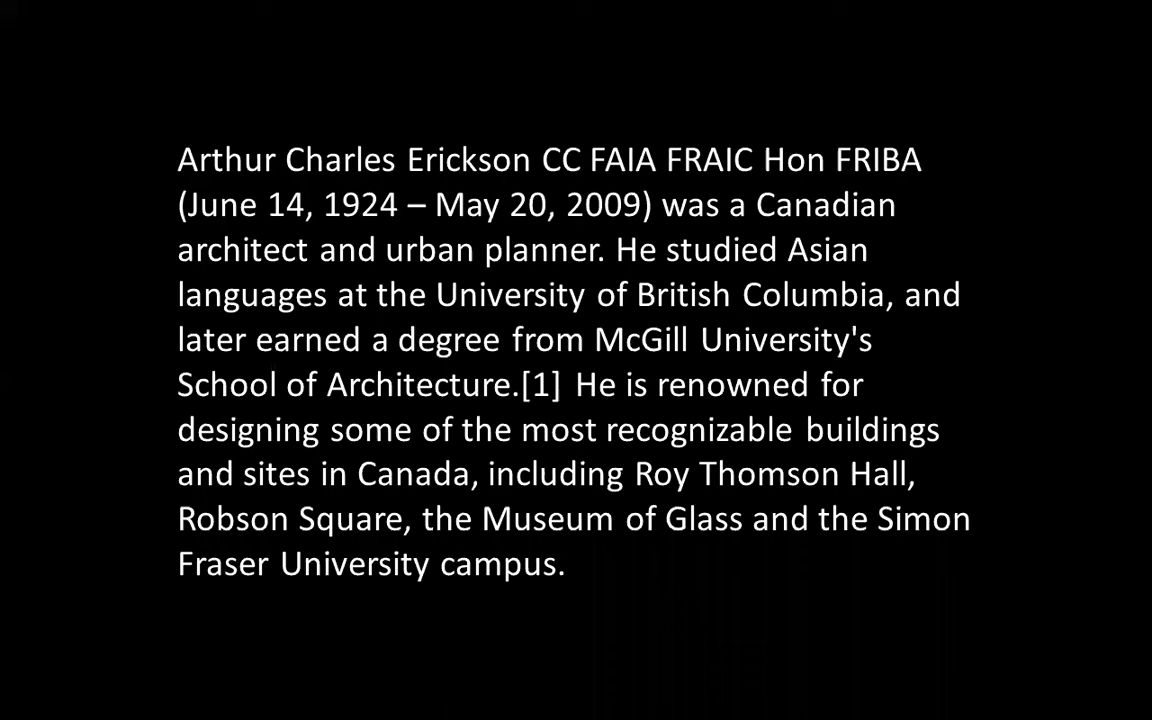 Arthur Charles Erickson CC FAIA FRAIC Hon FRIBA
(June 14, 1924 – May 20, 2009) was a Canadian
architect and urban planner. He studied Asian
languages at the University of British Columbia, and
later earned a degree from McGill University's
School of Architecture.[1] He is renowned for
designing some of the most recognizable buildings
and sites in Canada, including Roy Thomson Hall,
Robson Square, the Museum of Glass and the Simon
Fraser University campus.